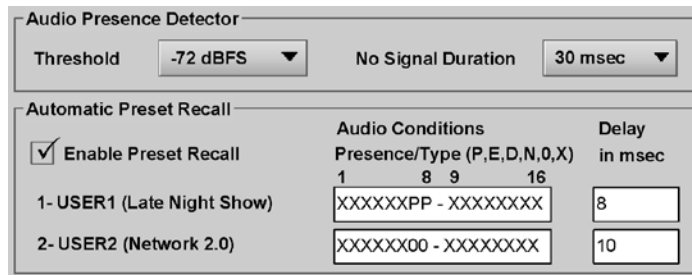 Audio Presence Detector
Threshold -72 dBFS No Signal Duration 30 msec
Automatic Preset Recall
Audio Conditions Delay
Enable Preset Recall Presence/Type (P,E,D,N,0,X) in msec
1 8 9 16
1- USER1 (Late Night Show) XXXXXXPP - XXXXXXXX 8
2- USER2 (Network 2.0) XXXXXX00 - XXXXXXXX 10